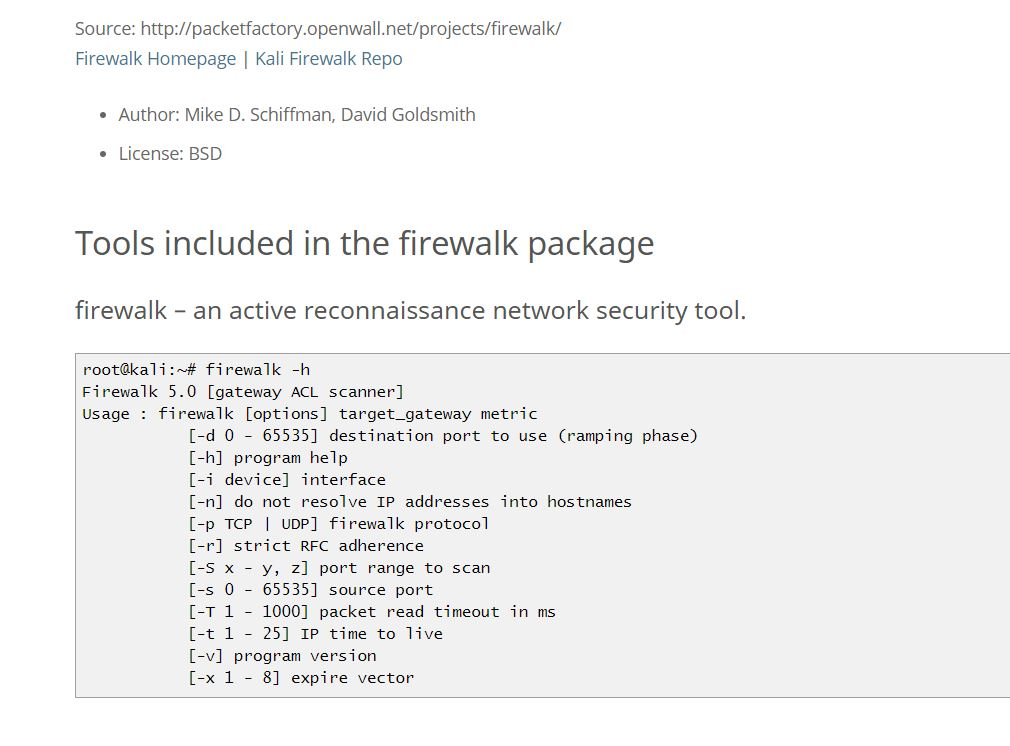 Source: http://packetfactory.openwall.net/projects/firewalk/
Firewalk Homepage | Kali Firewalk Repo
• Author: Mike D. Schiffman, David Goldsmith
• License: BSD
Tools included in the firewalk package
firewalk – an active reconnaissance network security tool.
root@kali:~# firewalk -h
Firewalk 5.0 [gateway ACL scanner]
Usage : firewalk [options] target_gateway metric
[-d 0 - 65535] destination port to use (ramping phase)
[-h] program help
[-i device] interface
[-n] do not resolve IP addresses into hostnames
[-p TCP | UDP] firewalk protocol
[-r] strict RFC adherence
[-S x - y, z] port range to scan
[-s 0 - 65535] source port
[-T 1 - 1000] packet read timeout in ms
[-t 1 - 25] IP time to live
[-v] program version
[-x 1 - 8] expire vector